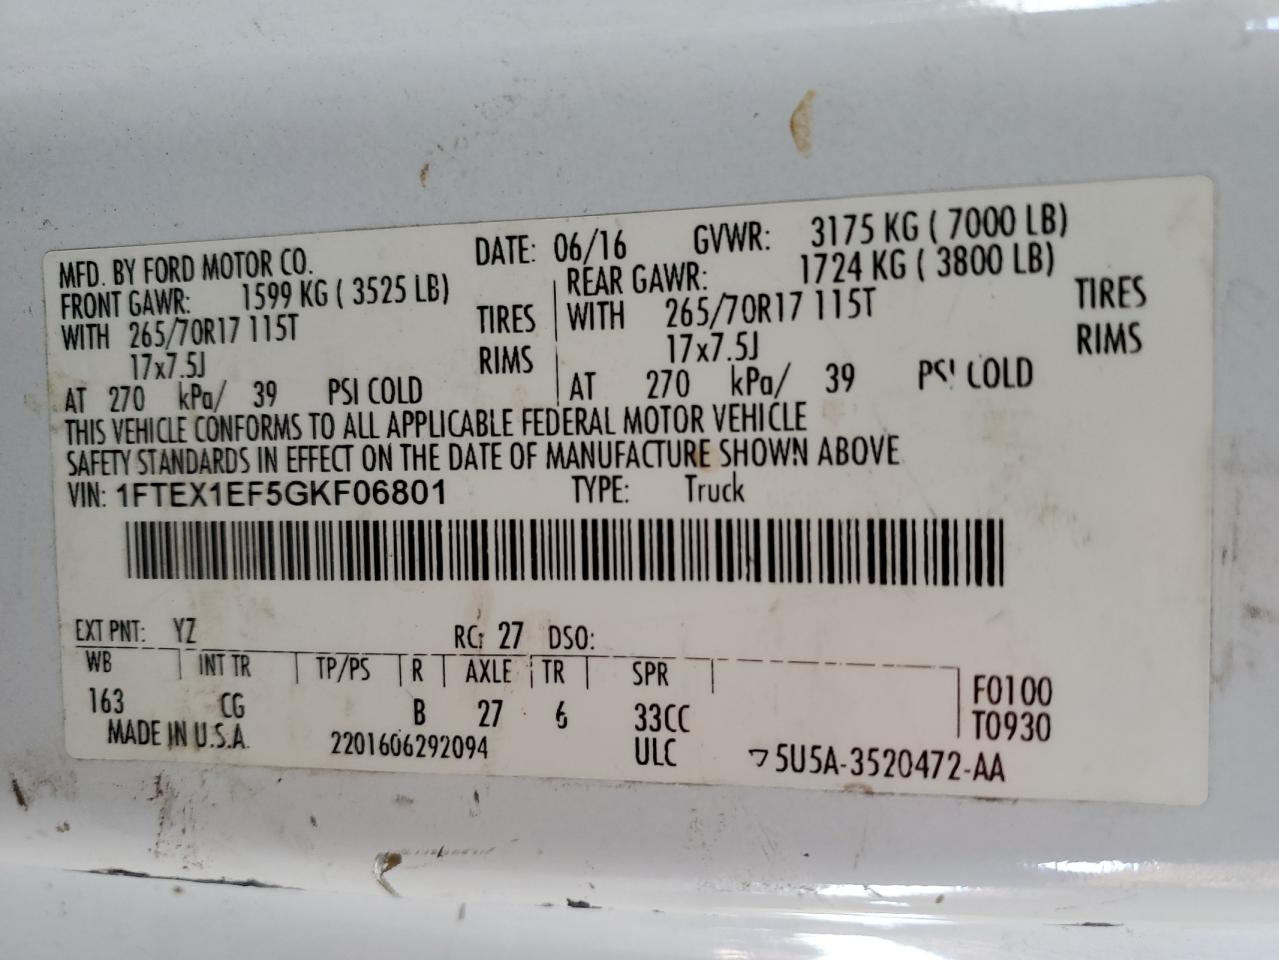 MFD. BY FORD MOTOR CO. DATE: 06/16 GVWR: 3175 KG ( 7000 LB)
FRONT GAWR: 1599 KG ( 3525 LB) REAR GAWR: 1724 KG ( 3800 LB)
WITH 265/70R17 115T TIRES WITH 265/70R17 115T TIRES
17x7.5J RIMS 17x7.5J RIMS
AT 270 kPa/ 39 PSI COLD AT 270 kPa/ 39 PSI COLD
THIS VEHICLE CONFORMS TO ALL APPLICABLE FEDERAL MOTOR VEHICLE
SAFETY STANDARDS IN EFFECT ON THE DATE OF MANUFACTURE SHOWN ABOVE
VIN: 1FTEX1EF5GKF06801 TYPE: Truck
EXT PNT: YZ RC: 27 DSO:
WB INT TR TP/PS R AXLE TR SPR
163 CG B 27 6 33CC F0100
MADE IN U.S.A. 2201606292094 ULC T0930
5U5A-3520472-AA